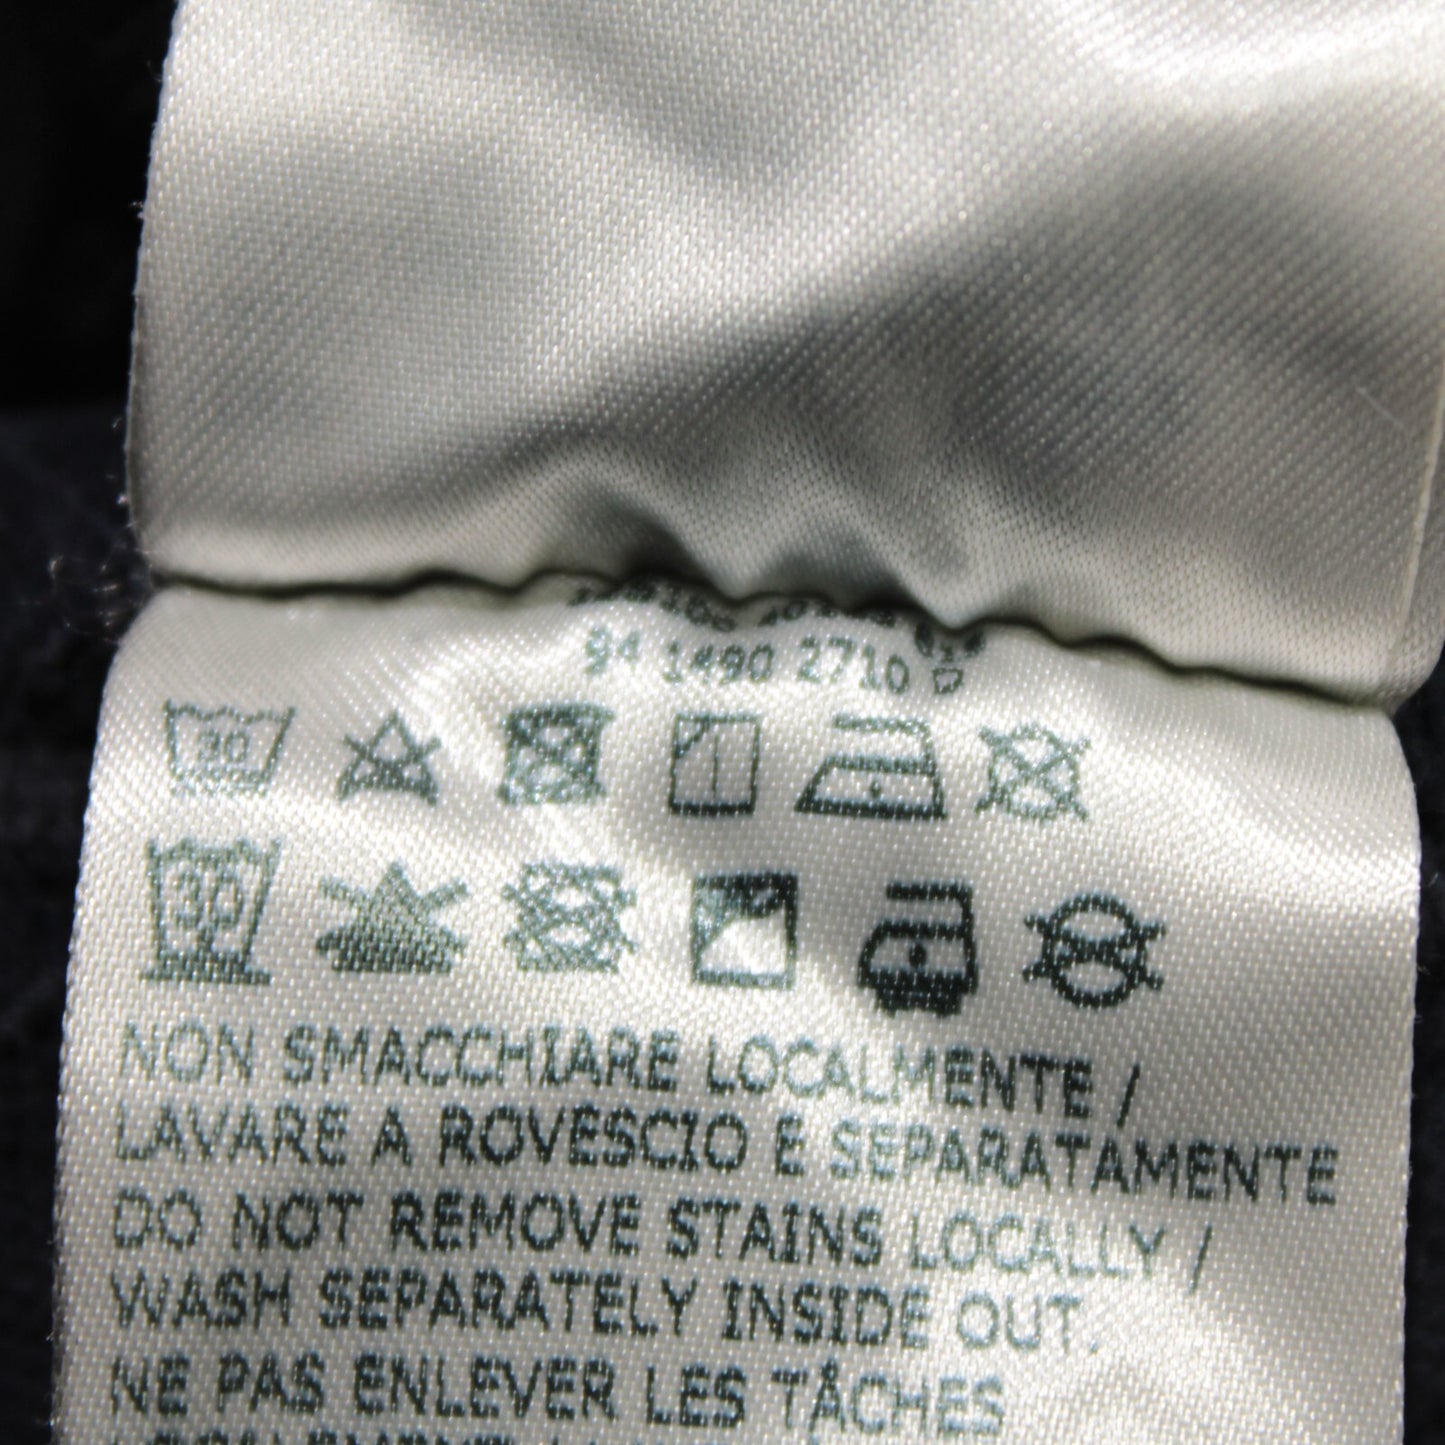 94 1490 2710
30
30
NON SMACCHIARE LOCALMENTE /
LAVARE A ROVESCIO E SEPARATAMENTE
DO NOT REMOVE STAINS LOCALLY /
WASH SEPARATELY INSIDE OUT.
NE PAS ENLEVER LES TÂCHES